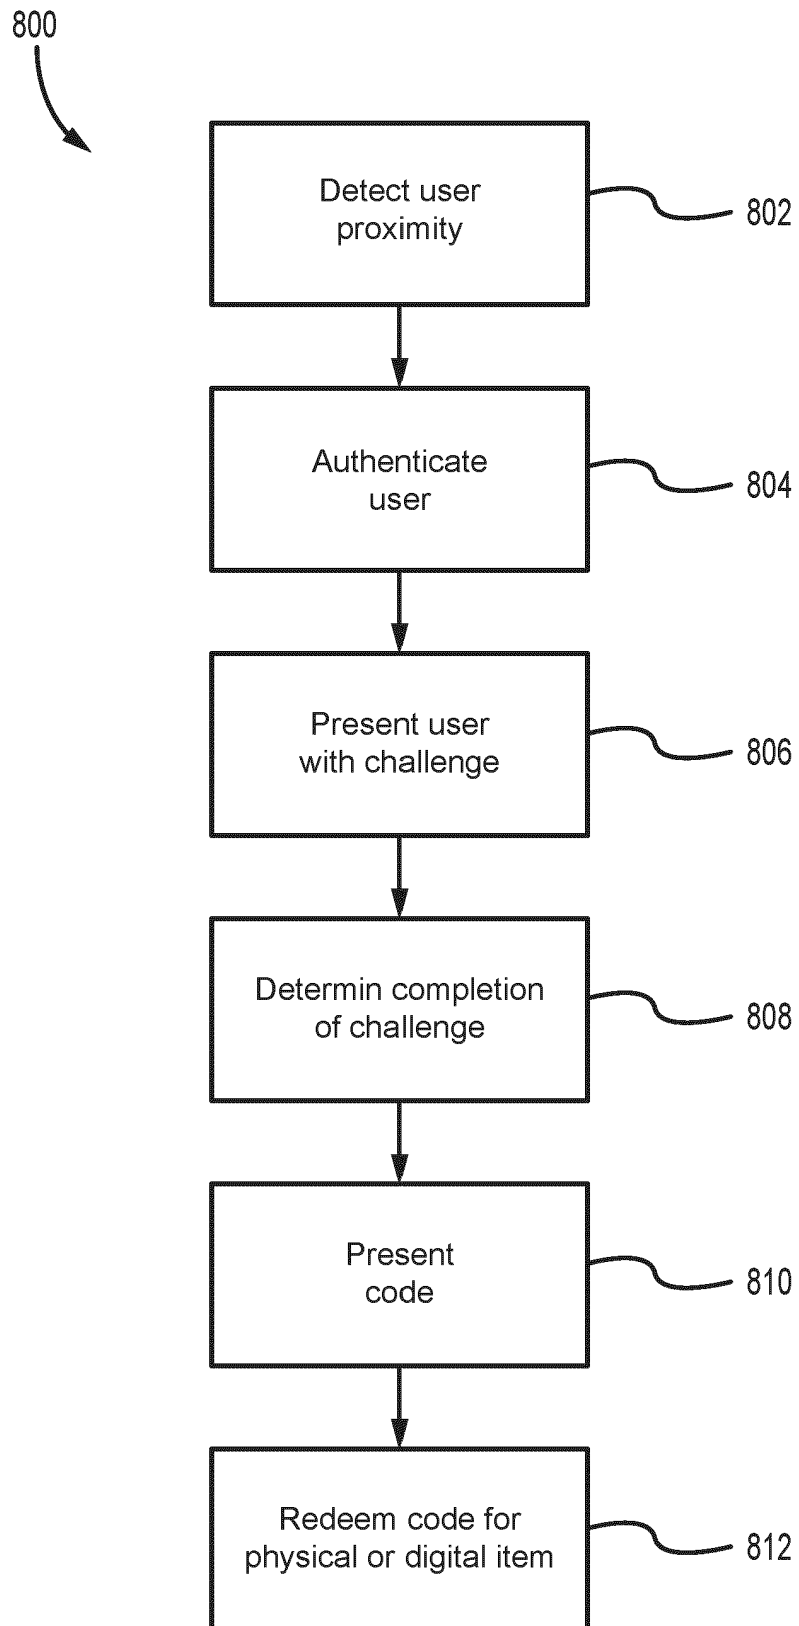 800
Detect user
proximity
802
Authenticate
user
804
Present user
with challenge
806
Determin completion
of challenge
808
Present
code
810
Redeem code for
physical or digital item
812